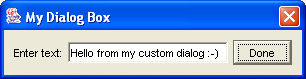 My Dialog Box
Enter text: Hello from my custom dialog :-) Done